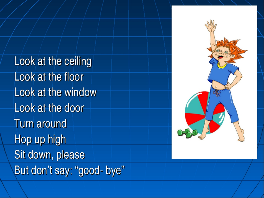 Look at the ceiling
Look at the floor
Look at the window
Look at the door
Turn around
Hop up high
Sit down, please
But don't say: "good- bye"